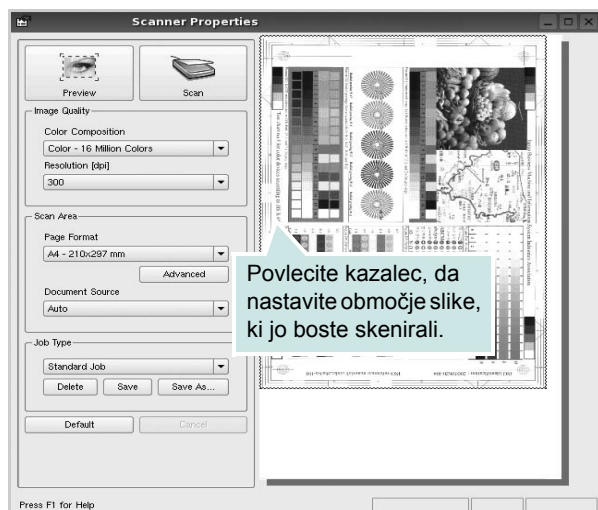 Scanner Properties
Preview
Scan
Image Quality
Color Composition
Color - 16 Million Colors
Resolution [dpi]
300
Scan Area
Page Format
A4 - 210x297 mm
Advanced
Document Source
Auto
Job Type
Standard Job
Delete
Save
Save As...
Default
Cancel
Press F1 for Help
Povlecite kazalec, da
nastavite območje slike,
ki jo boste skenirali.